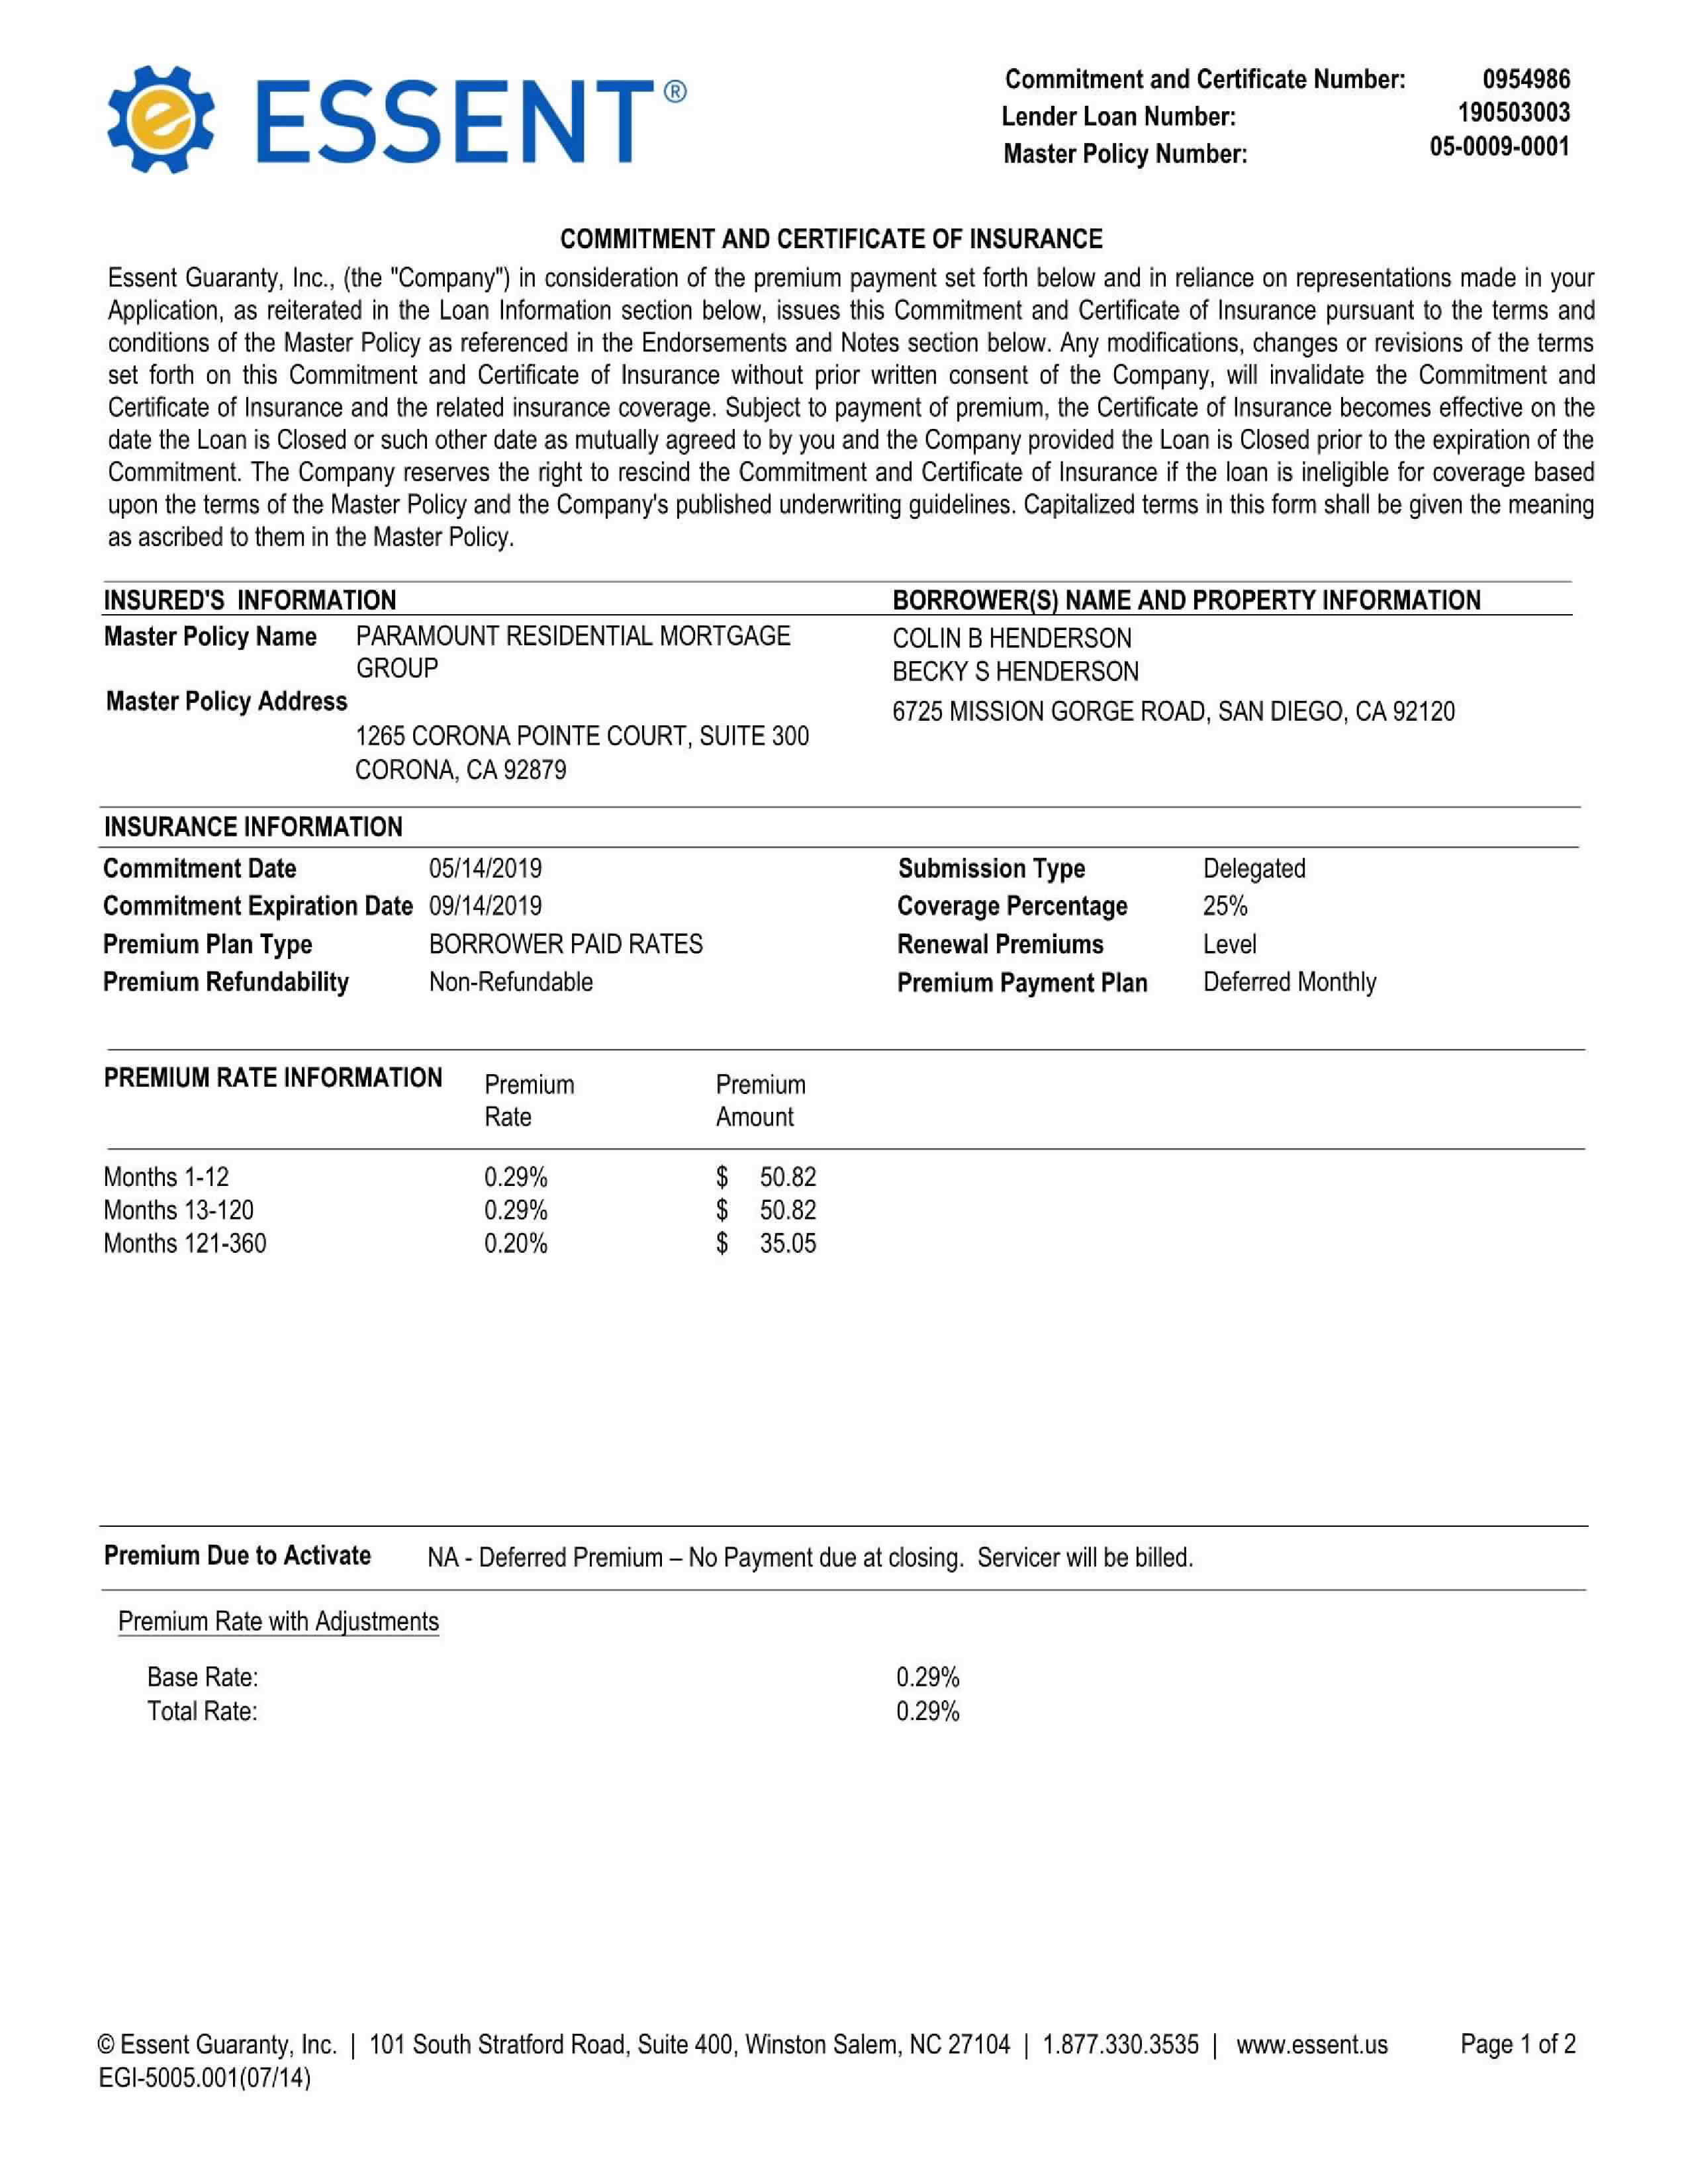 e ESSENT®
Commitment and Certificate Number: 0954986
Lender Loan Number: 190503003
Master Policy Number: 05-0009-0001
COMMITMENT AND CERTIFICATE OF INSURANCE
Essent Guaranty, Inc., (the "Company") in consideration of the premium payment set forth below and in reliance on representations made in your
Application, as reiterated in the Loan Information section below, issues this Commitment and Certificate of Insurance pursuant to the terms and
conditions of the Master Policy as referenced in the Endorsements and Notes section below. Any modifications, changes or revisions of the terms
set forth on this Commitment and Certificate of Insurance without prior written consent of the Company, will invalidate the Commitment and
Certificate of Insurance and the related insurance coverage. Subject to payment of premium, the Certificate of Insurance becomes effective on the
date the Loan is Closed or such other date as mutually agreed to by you and the Company provided the Loan is Closed prior to the expiration of the
Commitment. The Company reserves the right to rescind the Commitment and Certificate of Insurance if the loan is ineligible for coverage based
upon the terms of the Master Policy and the Company's published underwriting guidelines. Capitalized terms in this form shall be given the meaning
as ascribed to them in the Master Policy.
INSURED'S INFORMATION
Master Policy Name PARAMOUNT RESIDENTIAL MORTGAGE
GROUP
Master Policy Address
1265 CORONA POINTE COURT, SUITE 300
CORONA, CA 92879
BORROWER(S) NAME AND PROPERTY INFORMATION
COLIN B HENDERSON
BECKY S HENDERSON
6725 MISSION GORGE ROAD, SAN DIEGO, CA 92120
INSURANCE INFORMATION
Commitment Date 05/14/2019 Submission Type Delegated
Commitment Expiration Date 09/14/2019 Coverage Percentage 25%
Premium Plan Type BORROWER PAID RATES Renewal Premiums Level
Premium Refundability Non-Refundable Premium Payment Plan Deferred Monthly
PREMIUM RATE INFORMATION Premium Premium
Rate Amount
Months 1-12 0.29% $ 50.82
Months 13-120 0.29% $ 50.82
Months 121-360 0.20% $ 35.05
Premium Due to Activate NA - Deferred Premium – No Payment due at closing. Servicer will be billed.
Premium Rate with Adjustments
Base Rate: 0.29%
Total Rate: 0.29%
© Essent Guaranty, Inc. | 101 South Stratford Road, Suite 400, Winston Salem, NC 27104 | 1.877.330.3535 | www.essent.us Page 1 of 2
EGI-5005.001(07/14)